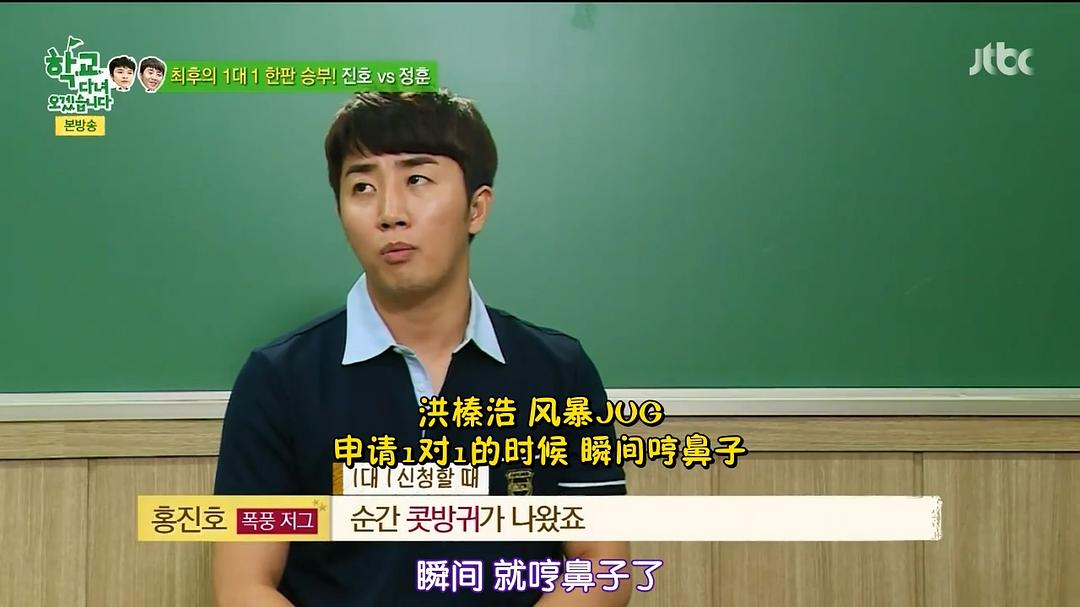 학교
다녀
오겠습니다
본방송
최후의 1대1 한판 승부! 진호 vs 정훈
jtbc
洪榛浩 风暴JUG
申请1对1的时候 瞬间哼鼻子
1대1 신청할 때
홍진호 폭풍 저그 순간 콧방귀가 나왔죠
瞬间 就哼鼻子了